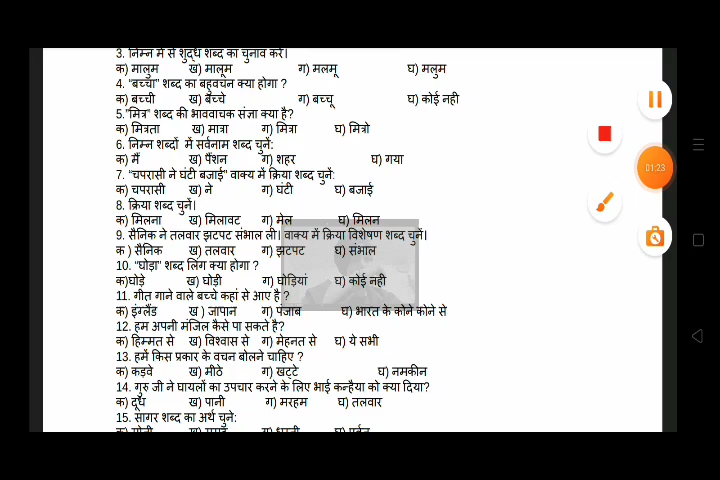 3. निम्न में से शुद्ध शब्द का चुनाव करें।
क) मालुम ख) मालूम ग) मलमू घ) मलुम
4. "बच्चा" शब्द का बहुवचन क्या होगा ?
क) बच्ची ख) बच्चे ग) बच्चू घ) कोई नही
5."मित्र" शब्द की भाववाचक संज्ञा क्या है?
क) मित्रता ख) मात्रा ग) मित्रा घ) मित्रो
6. निम्न शब्दों में सर्वनाम शब्द चुनें:
क) मैं ख) पैंशन ग) शहर घ) गया
7. "चपरासी ने घंटी बजाई" वाक्य में क्रिया शब्द चुनें:
क) चपरासी ख) ने ग) घंटी घ) बजाई
8. क्रिया शब्द चुनें।
क) मिलना ख) मिलावट ग) मेल घ) मिलन
9. सैनिक ने तलवार झटपट संभाल ली। वाक्य में क्रिया विशेषण शब्द चुनें।
क ) सैनिक ख) तलवार ग) झटपट घ) संभाल
10. "घोड़ा" शब्द लिंग क्या होगा ?
क)घोड़े ख) घोड़ी ग) घोड़ियां घ) कोई नही
11. गीत गाने वाले बच्चे कहां से आए है ?
क) इंग्लैंड ख ) जापान ग) पंजाब घ) भारत के कोने कोने से
12. हम अपनी मंजिल कैसे पा सकते है?
क) हिम्मत से ख) विश्वास से ग) मेहनत से घ) ये सभी
13. हमें किस प्रकार के वचन बोलने चाहिए ?
क) कड़वे ख) मीठे ग) खट्टे घ) नमकीन
14. गुरु जी ने घायलों का उपचार करने के लिए भाई कन्हैया को क्या दिया?
क) दूध ख) पानी ग) मरहम घ) तलवार
15. सागर शब्द का अर्थ चुने:
01:23